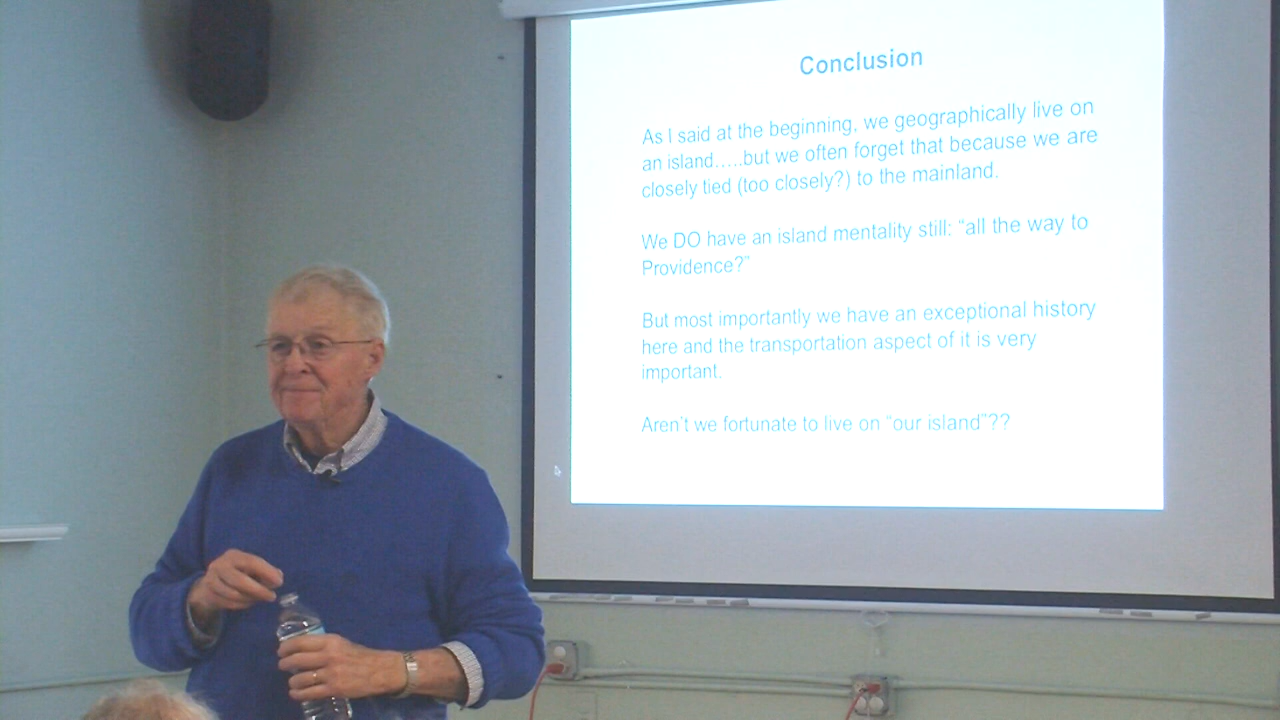 Conclusion
As I said at the beginning, we geographically live on
an island.....but we often forget that because we are
closely tied (too closely?) to the mainland.
We DO have an island mentality still: “all the way to
Providence?”
But most importantly we have an exceptional history
here and the transportation aspect of it is very
important.
Aren't we fortunate to live on “our island”??